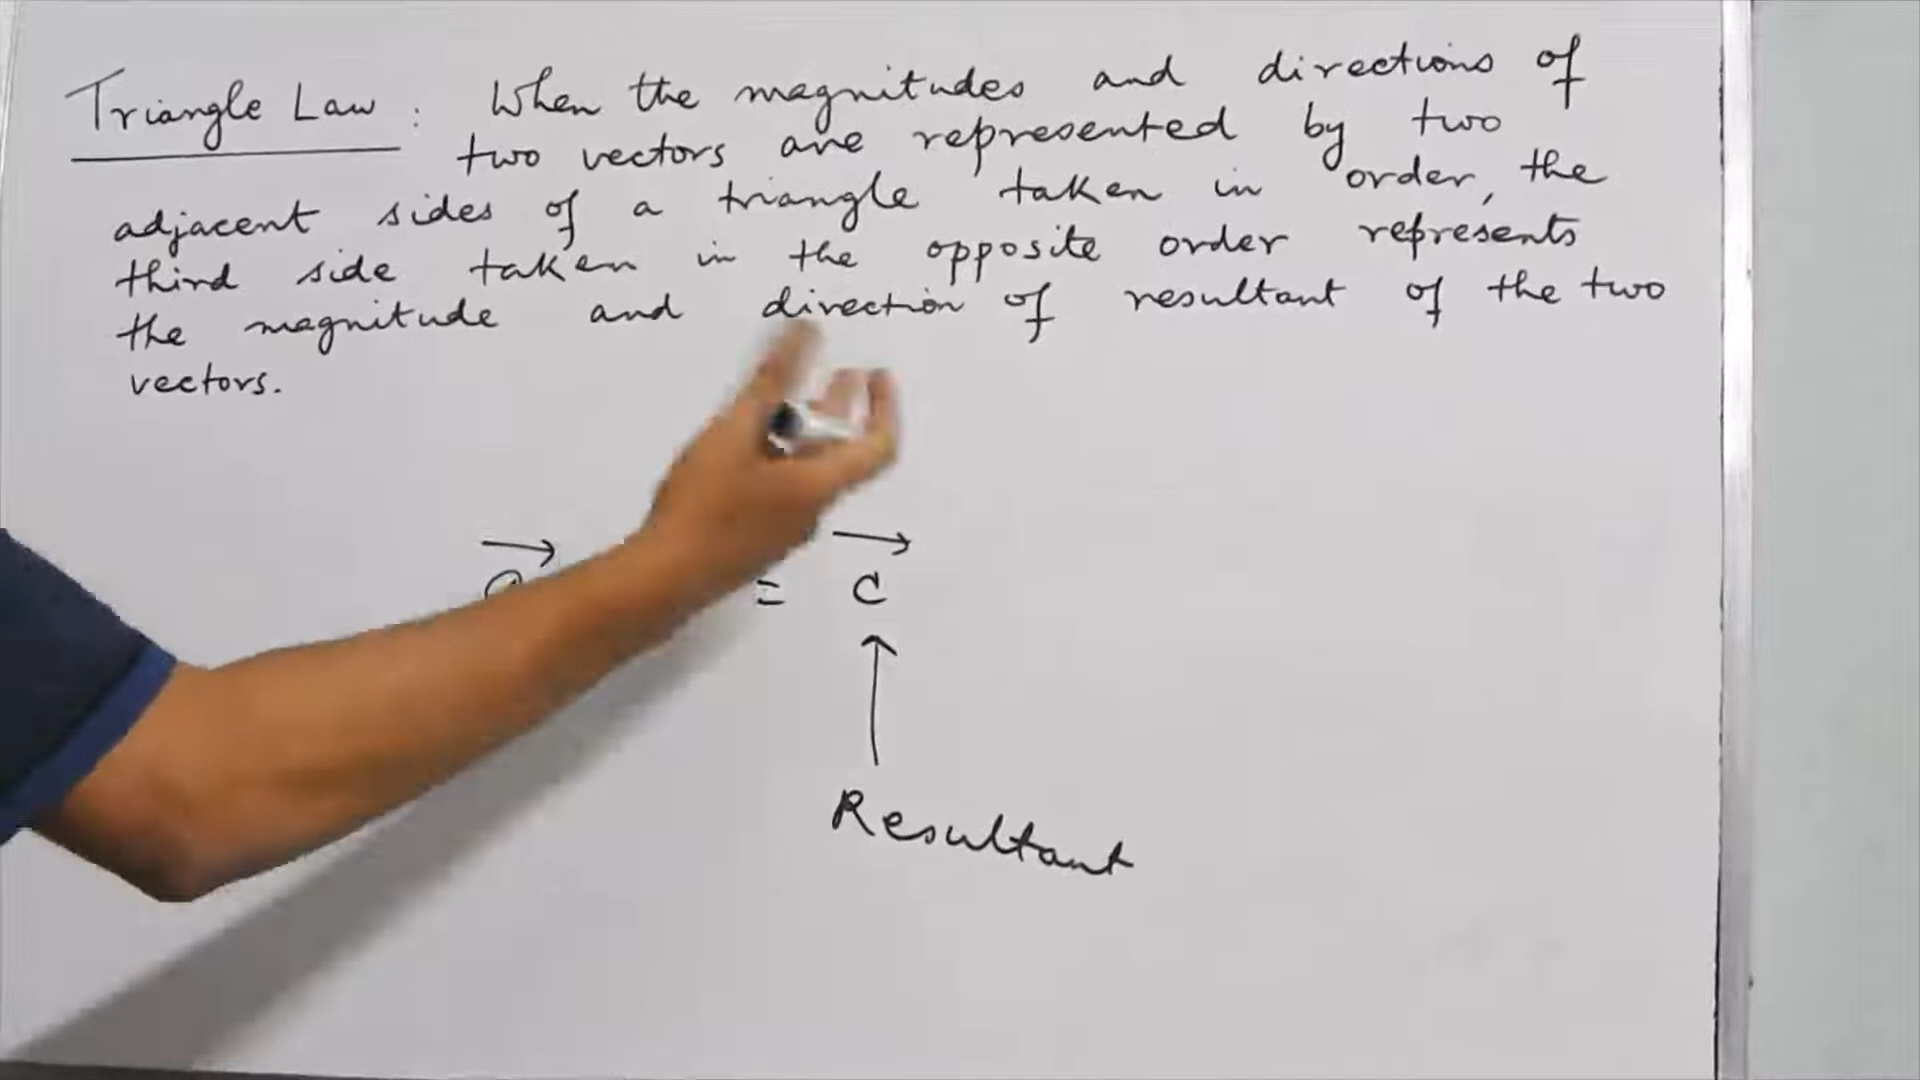 Triangle Law : When the magnitudes and directions of
two vectors are represented by two
adjacent sides of a triangle taken in order, the
third side taken in the opposite order represents
the magnitude and direction of resultant of the two
vectors.
= c
Resultant